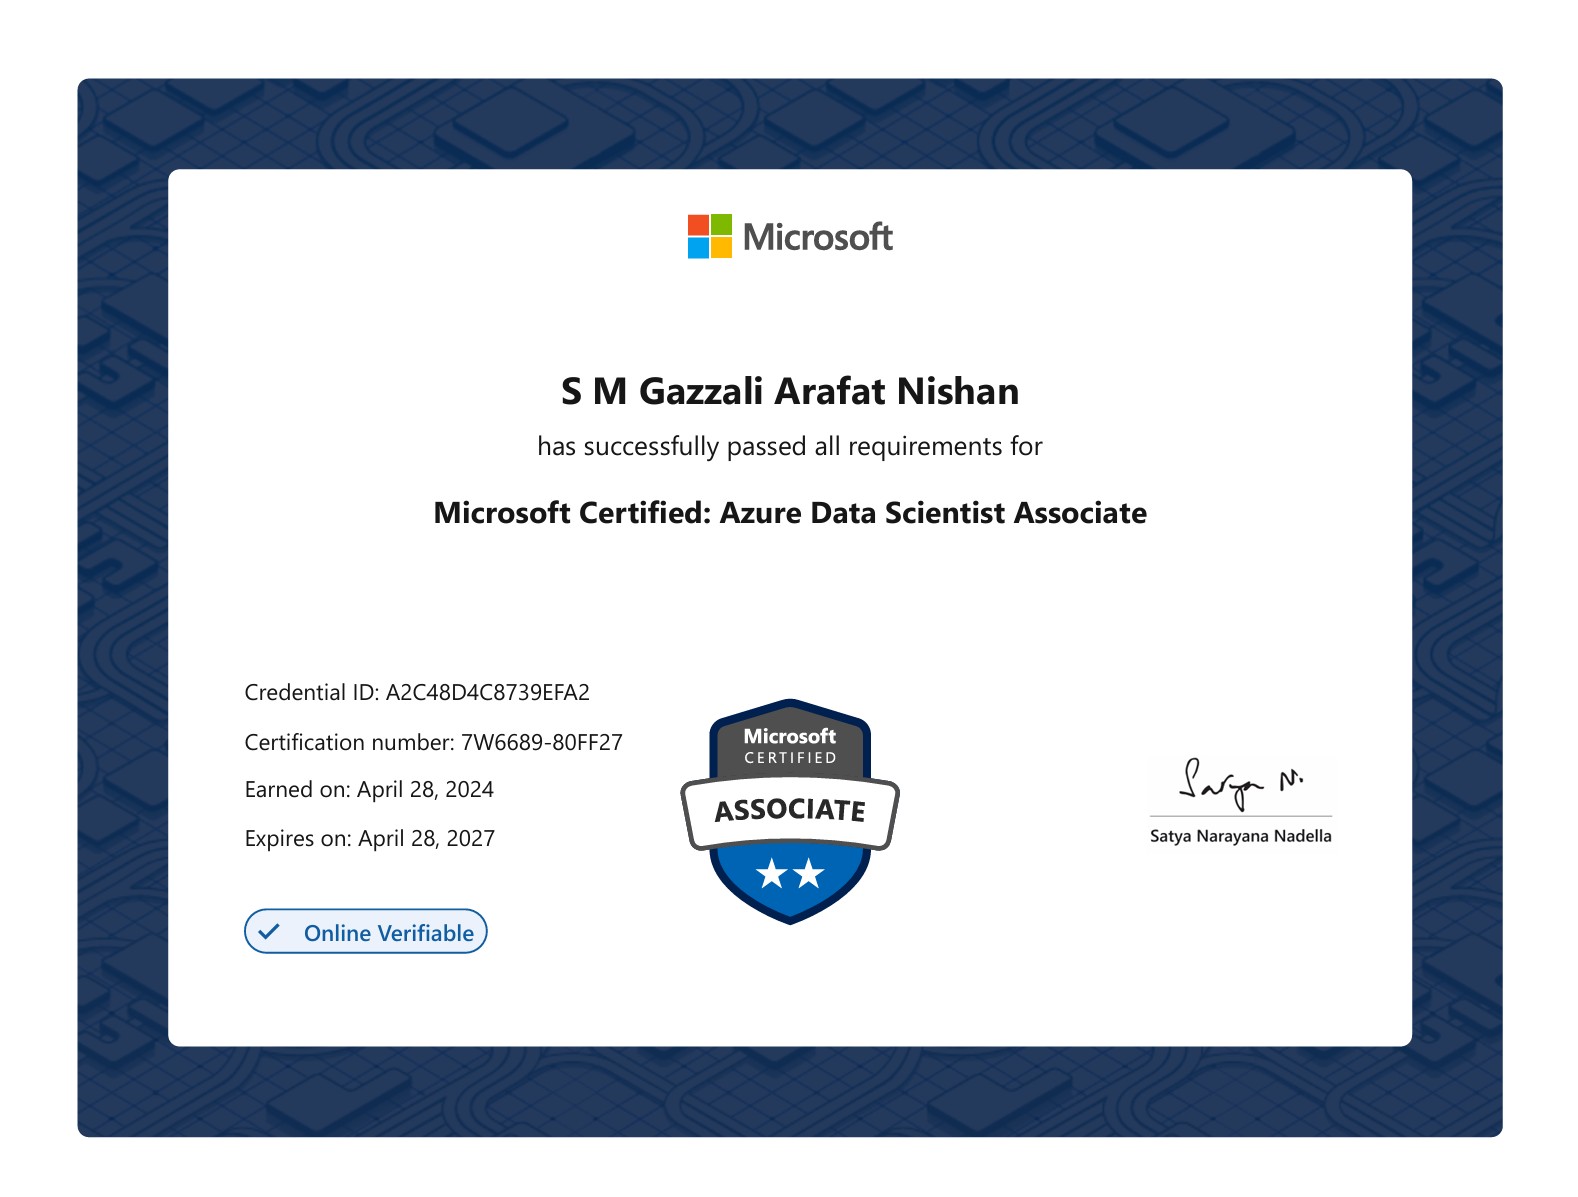 Microsoft
S M Gazzali Arafat Nishan
has successfully passed all requirements for
Microsoft Certified: Azure Data Scientist Associate
Credential ID: A2C48D4C8739EFA2
Certification number: 7W6689-80FF27
Earned on: April 28, 2024
Expires on: April 28, 2027
Online Verifiable
Microsoft
CERTIFIED
ASSOCIATE
Satya N.
Satya Narayana Nadella